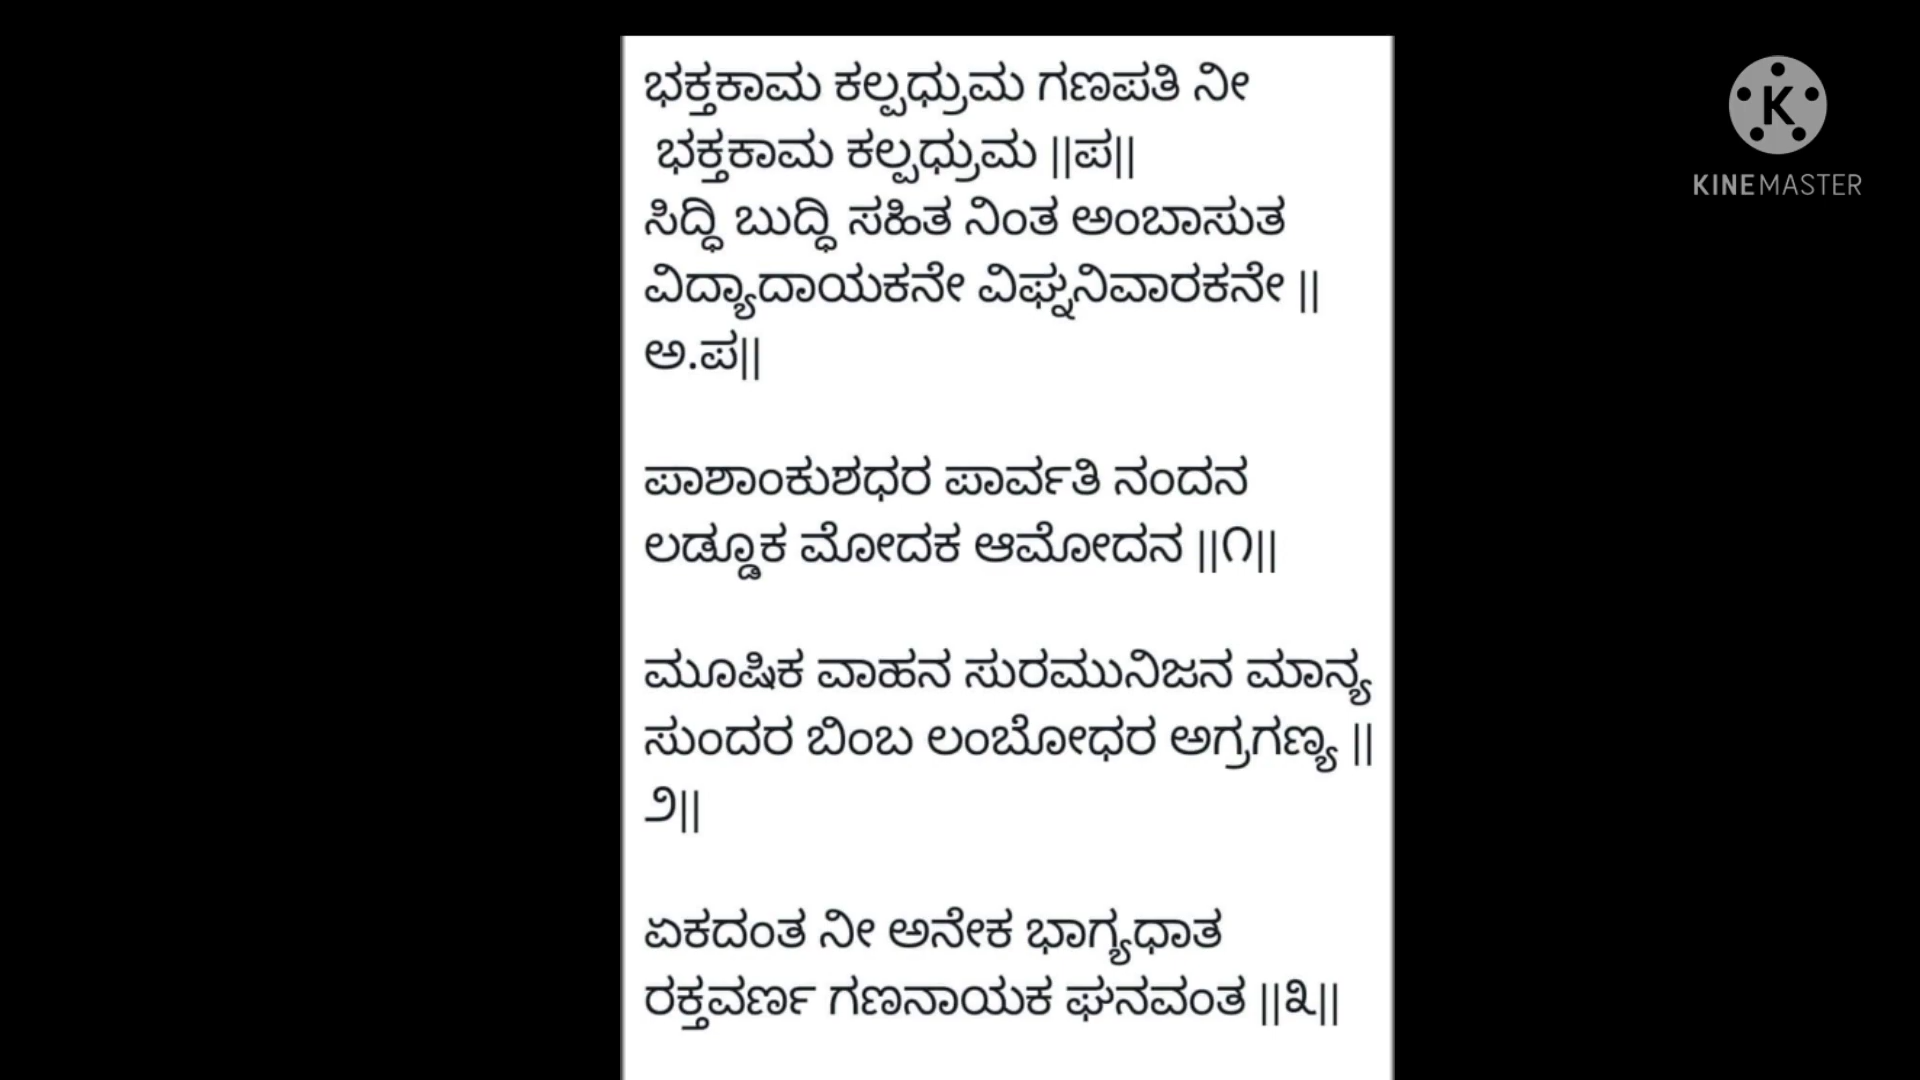 ಭಕ್ತಕಾಮ ಕಲ್ಪಧ್ರುಮ ಗಣಪತಿ ನೀ
ಭಕ್ತಕಾಮ ಕಲ್ಪಧ್ರುಮ ||ಪ||
ಸಿದ್ಧಿ ಬುದ್ಧಿ ಸಹಿತ ನಿಂತ ಅಂಬಾಸುತ
ವಿದ್ಯಾದಾಯಕನೇ ವಿಘ್ನನಿವಾರಕನೇ ||
ಅ.ಪ||
ಪಾಶಾಂಕುಶಧರ ಪಾರ್ವತಿ ನಂದನ
ಲಡ್ಡೂಕ ಮೋದಕ ಆಮೋದನ ||೧||
ಮೂಷಿಕ ವಾಹನ ಸುರಮುನಿಜನ ಮಾನ್ಯ
ಸುಂದರ ಬಿಂಬ ಲಂಬೋಧರ ಅಗ್ರಗಣ್ಯ ||
೨||
ಏಕದಂತ ನೀ ಅನೇಕ ಭಾಗ್ಯಧಾತ
ರಕ್ತವರ್ಣ ಗಣನಾಯಕ ಘನವಂತ ||೩||
K
KINEMASTER